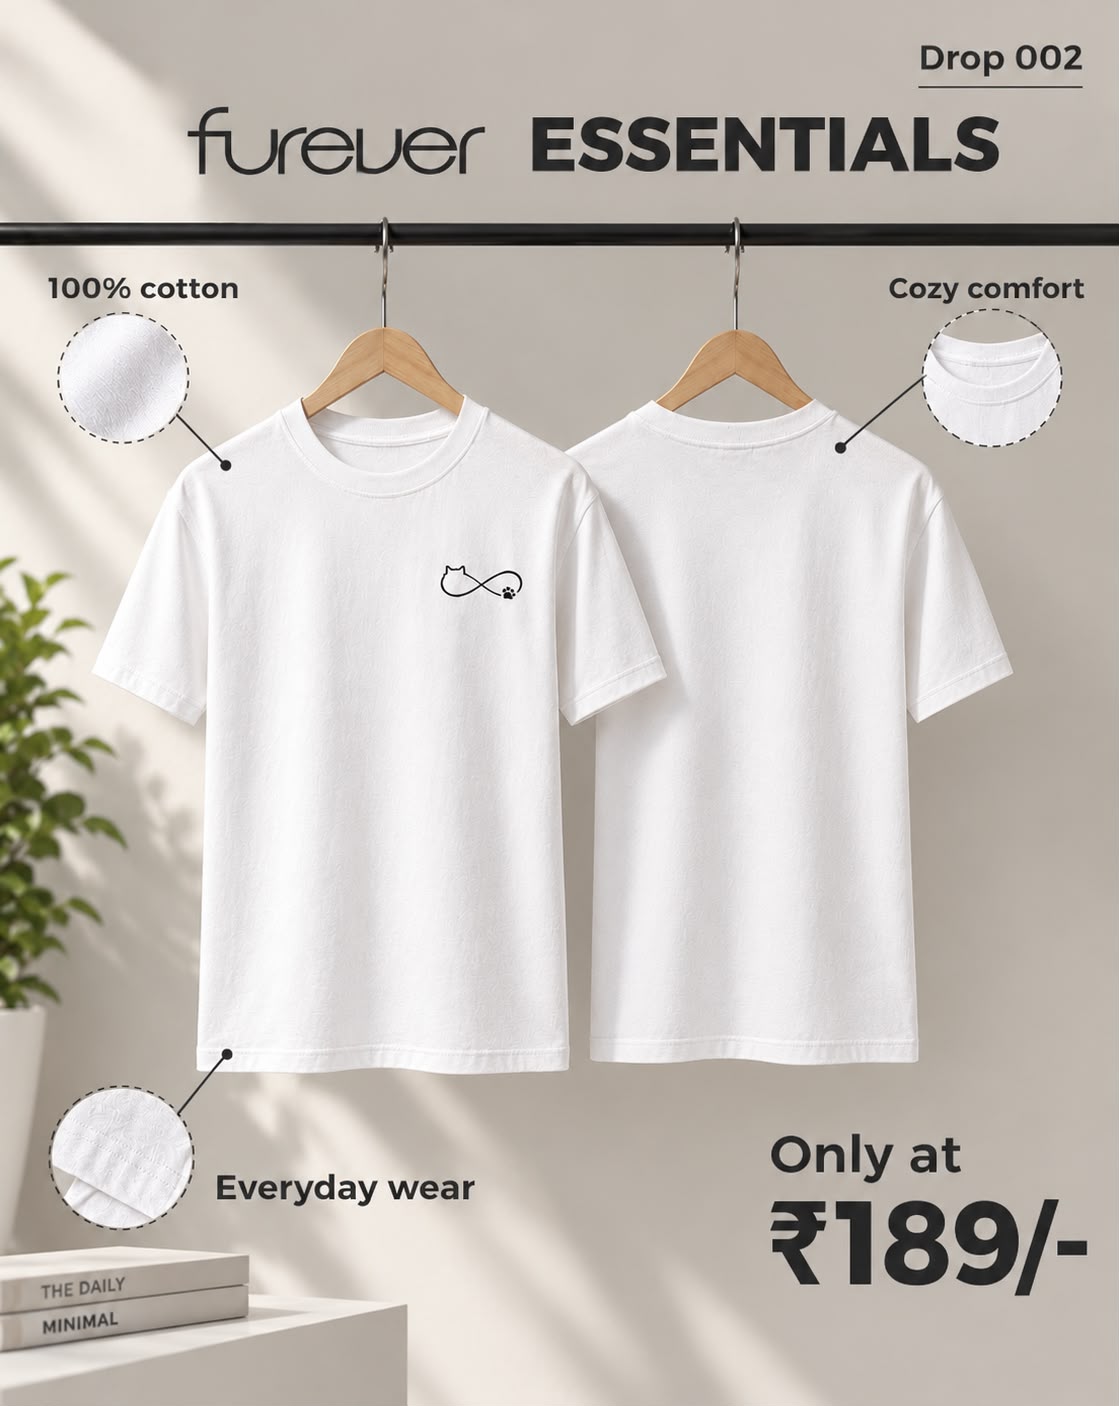 Drop 002
furever ESSENTIALS
100% cotton
Cozy comfort
Everyday wear
THE DAILY
MINIMAL
Only at
₹189/-